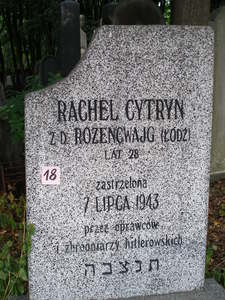 RACHEL CYTRYN
Z D. ROZENCWAJG (ŁÓDŹ)
LAT 28
18
zastrzelona
7 LIPCA 1943
przez oprawców
i zbrodniarzy hitlerowskich
תנצבה